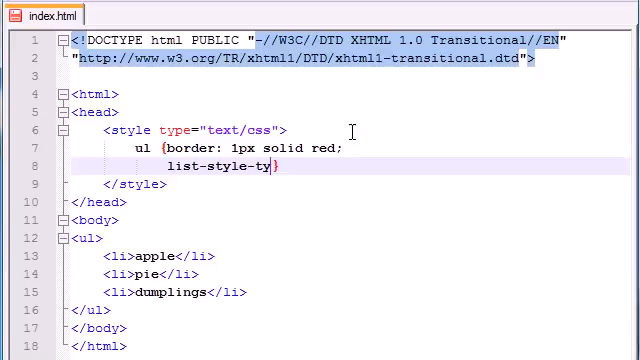 index.html
1 <!DOCTYPE html PUBLIC "-//W3C//DTD XHTML 1.0 Transitional//EN"
2 "http://www.w3.org/TR/xhtml1/DTD/xhtml1-transitional.dtd">
3
4 <html>
5 <head>
6 <style type="text/css">
7 ul {border: 1px solid red;
8 list-style-ty}
9 </style>
10 </head>
11 <body>
12 <ul>
13 <li>apple</li>
14 <li>pie</li>
15 <li>dumplings</li>
16 </ul>
17 </body>
18 </html>